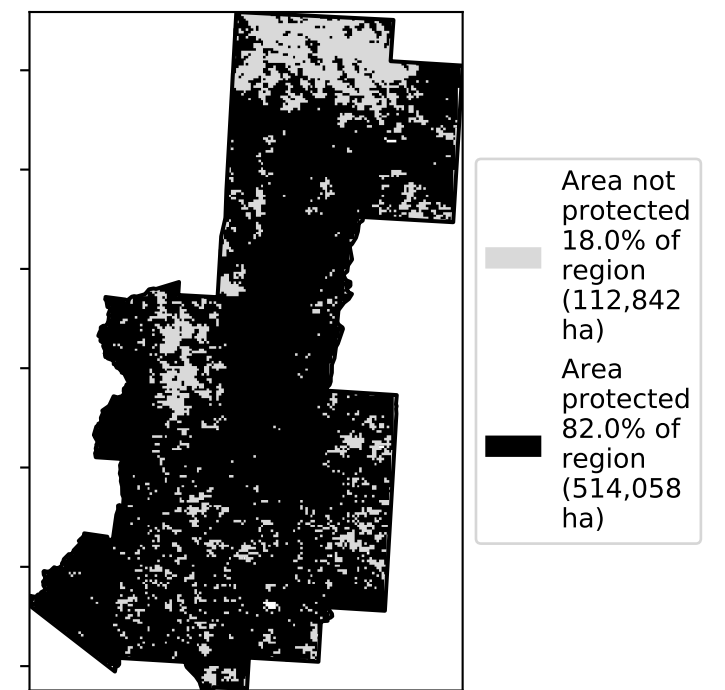 Area not
protected
18.0% of
region
(112,842
ha)
Area
protected
82.0% of
region
(514,058
ha)